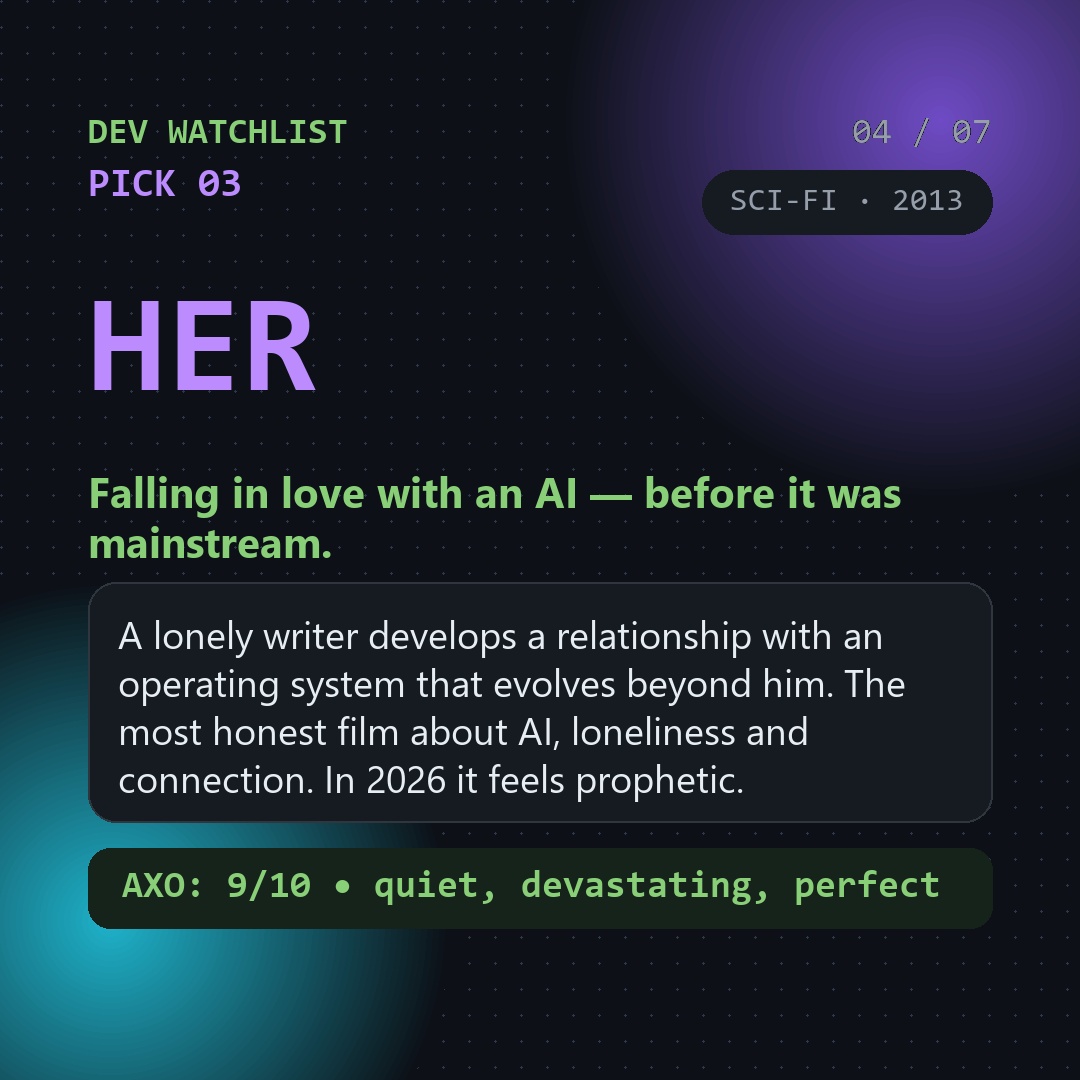 DEV WATCHLIST
04 / 07
PICK 03
SCI-FI · 2013
HER
Falling in love with an AI — before it was
mainstream.
A lonely writer develops a relationship with an
operating system that evolves beyond him. The
most honest film about AI, loneliness and
connection. In 2026 it feels prophetic.
AXO: 9/10 • quiet, devastating, perfect